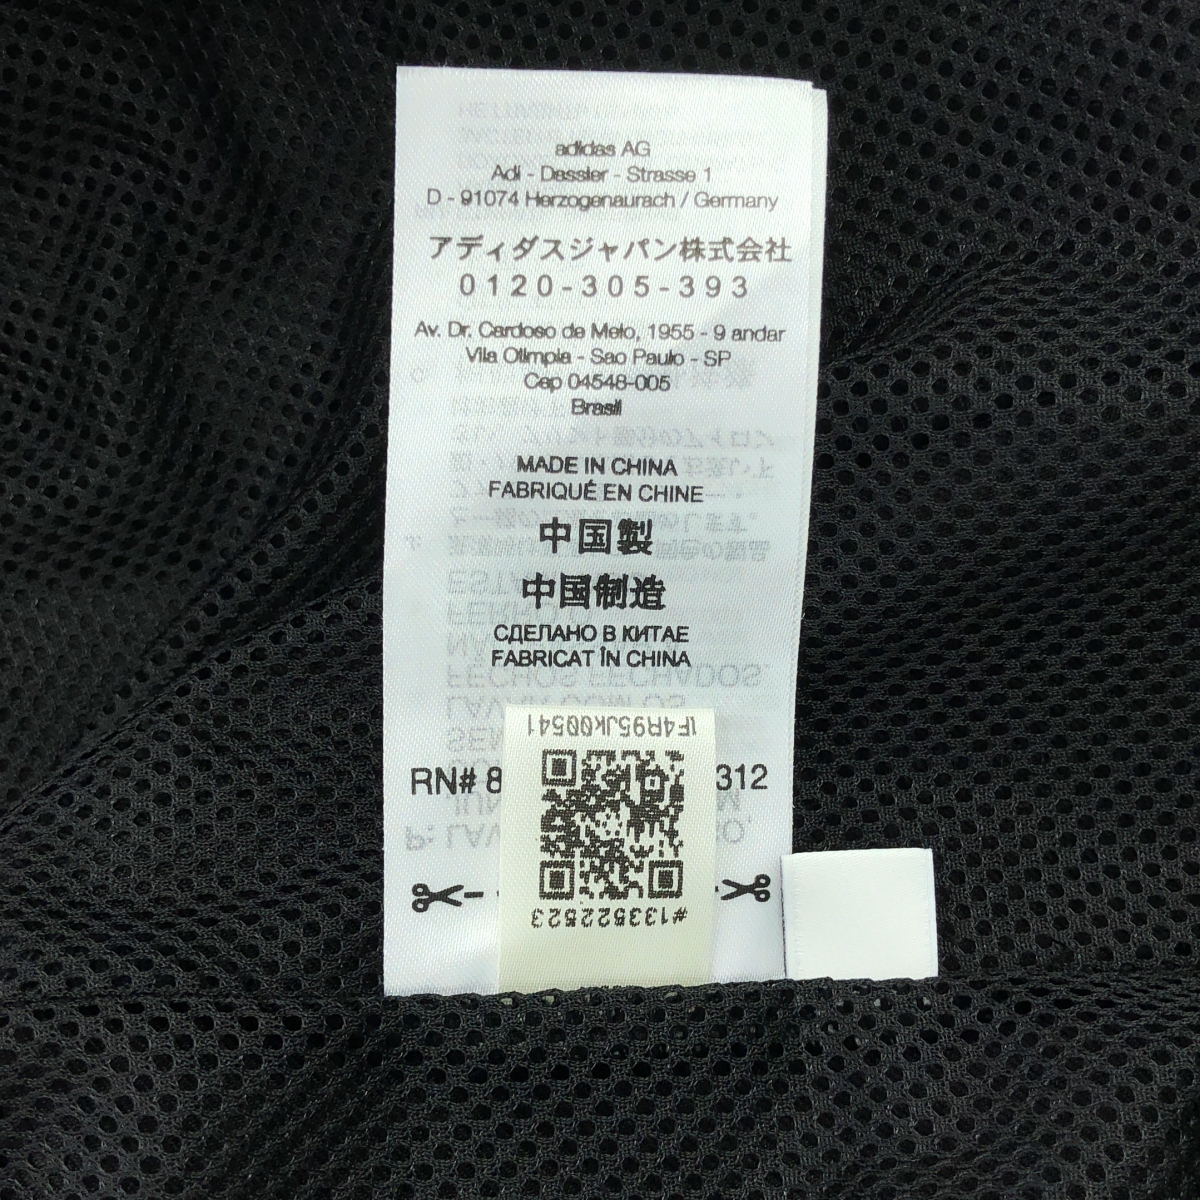 adidas AG
Adi - Dassler - Strasse 1
D - 91074 Herzogenaurach / Germany
アディダスジャパン株式会社
0120-305-393
Av. Dr. Cardoso de Melo, 1955 - 9 andar
Vila Olimpia - Sao Paulo - SP
Cep 04548-005
Brasil
MADE IN CHINA
FABRIQUÉ EN CHINE
中国製
中国制造
СДЕЛАНО В КИТАЕ
FABRICAT ÎN CHINA
1F4R95Jk00541
RN# 8 312
#133522523